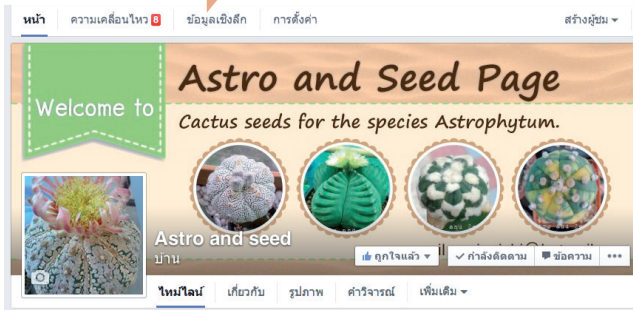 หน้า ความเคลื่อนไหว 8 ข้อมูลเชิงลึก การตั้งค่า สร้างผู้ชม
Welcome to
Astro and Seed Page
Cactus seeds for the species Astrophytum.
Astro and seed
บ้าน
ถูกใจแล้ว กำลังติดตาม ข้อความ •••
ไทม์ไลน์ เกี่ยวกับ รูปภาพ คำวิจารณ์ เพิ่มเติม